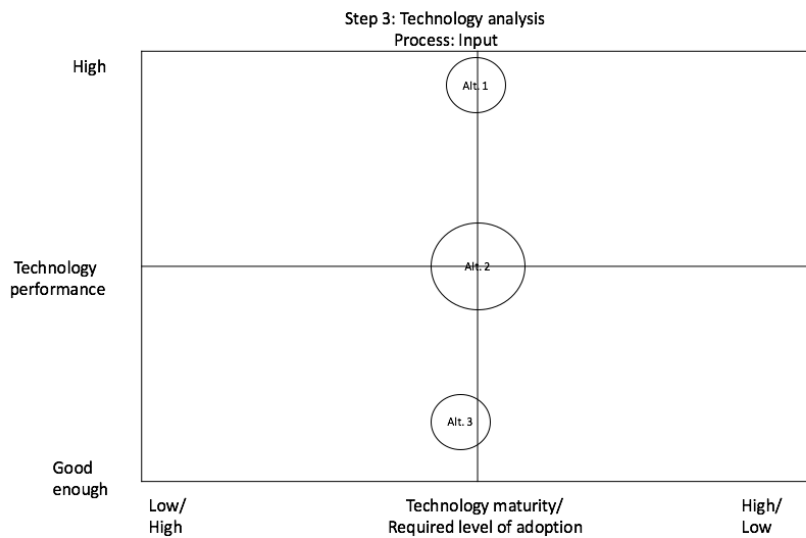 Step 3: Technology analysis
Process: Input
High
Alt. 1
Technology
performance
Alt. 2
Alt. 3
Good
enough
Low/
High
Technology maturity/
Required level of adoption
High/
Low